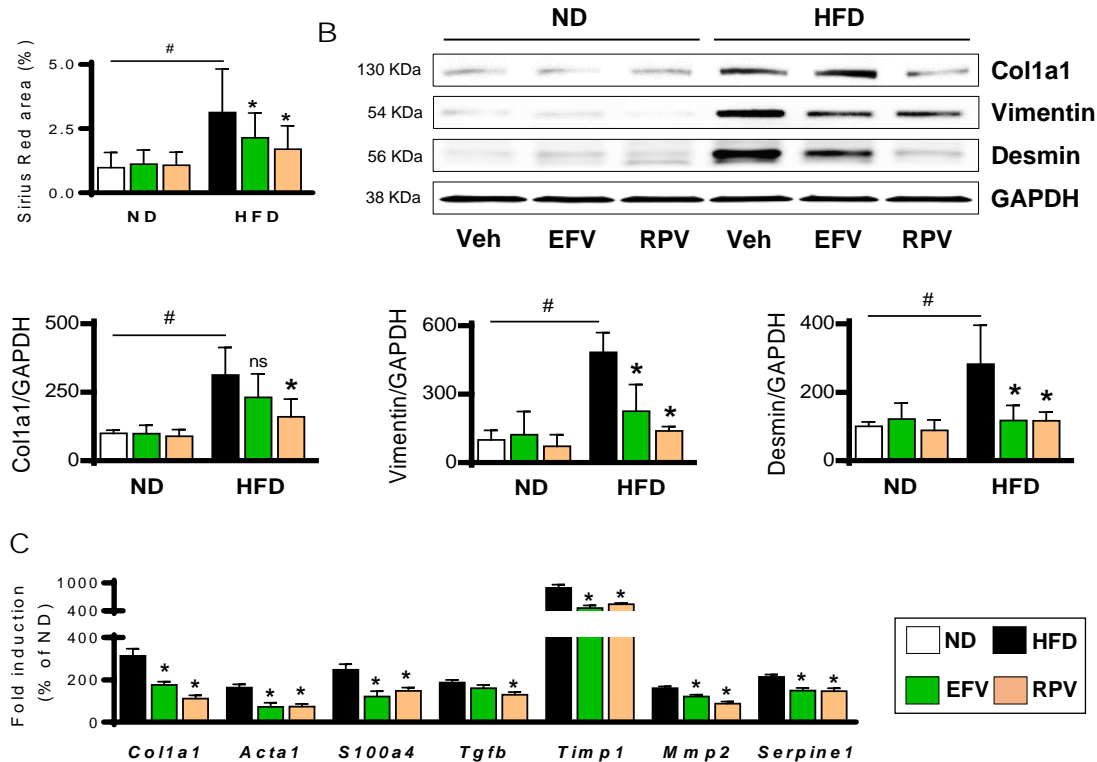 B
ND HFD
Sirius Red area (%)
5.0
2.5
0.0
#
* *
ND HFD
130 KDa Col1a1
54 KDa Vimentin
56 KDa Desmin
38 KDa GAPDH
Veh EFV RPV Veh EFV RPV
Col1a1/GAPDH
500
250
0
#
ns *
ND HFD
Vimentin/GAPDH
600
300
0
#
* *
ND HFD
Desmin/GAPDH
400
200
0
#
* *
ND HFD
C
Fold induction
(% of ND)
1000
400
400
200
0
* * * * * * * * * * * * *
Col1a1 Acta1 S100a4 Tgfb Timp1 Mmp2 Serpine1
ND HFD
EFV RPV